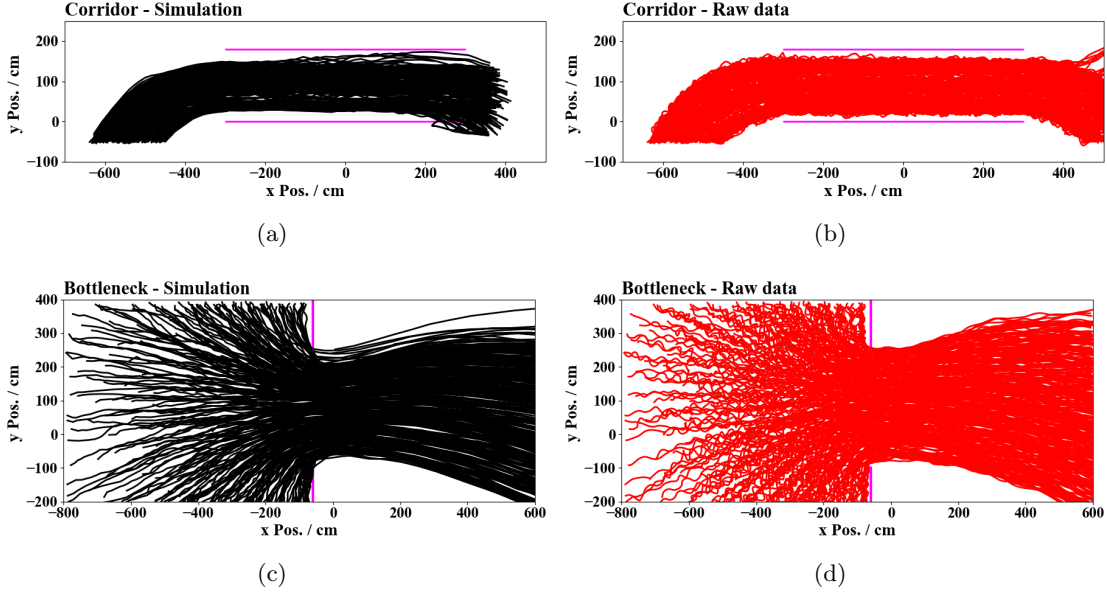 Corridor - Simulation
200
100
0
−100
y Pos. / cm
−600 −400 −200 0 200 400
x Pos. / cm
(a)
Corridor - Raw data
200
100
0
−100
y Pos. / cm
−600 −400 −200 0 200 400
x Pos. / cm
(b)
Bottleneck - Simulation
400
300
200
100
0
−100
−200
y Pos. / cm
−800 −600 −400 −200 0 200 400 600
x Pos. / cm
(c)
Bottleneck - Raw data
400
300
200
100
0
−100
−200
y Pos. / cm
−800 −600 −400 −200 0 200 400 600
x Pos. / cm
(d)